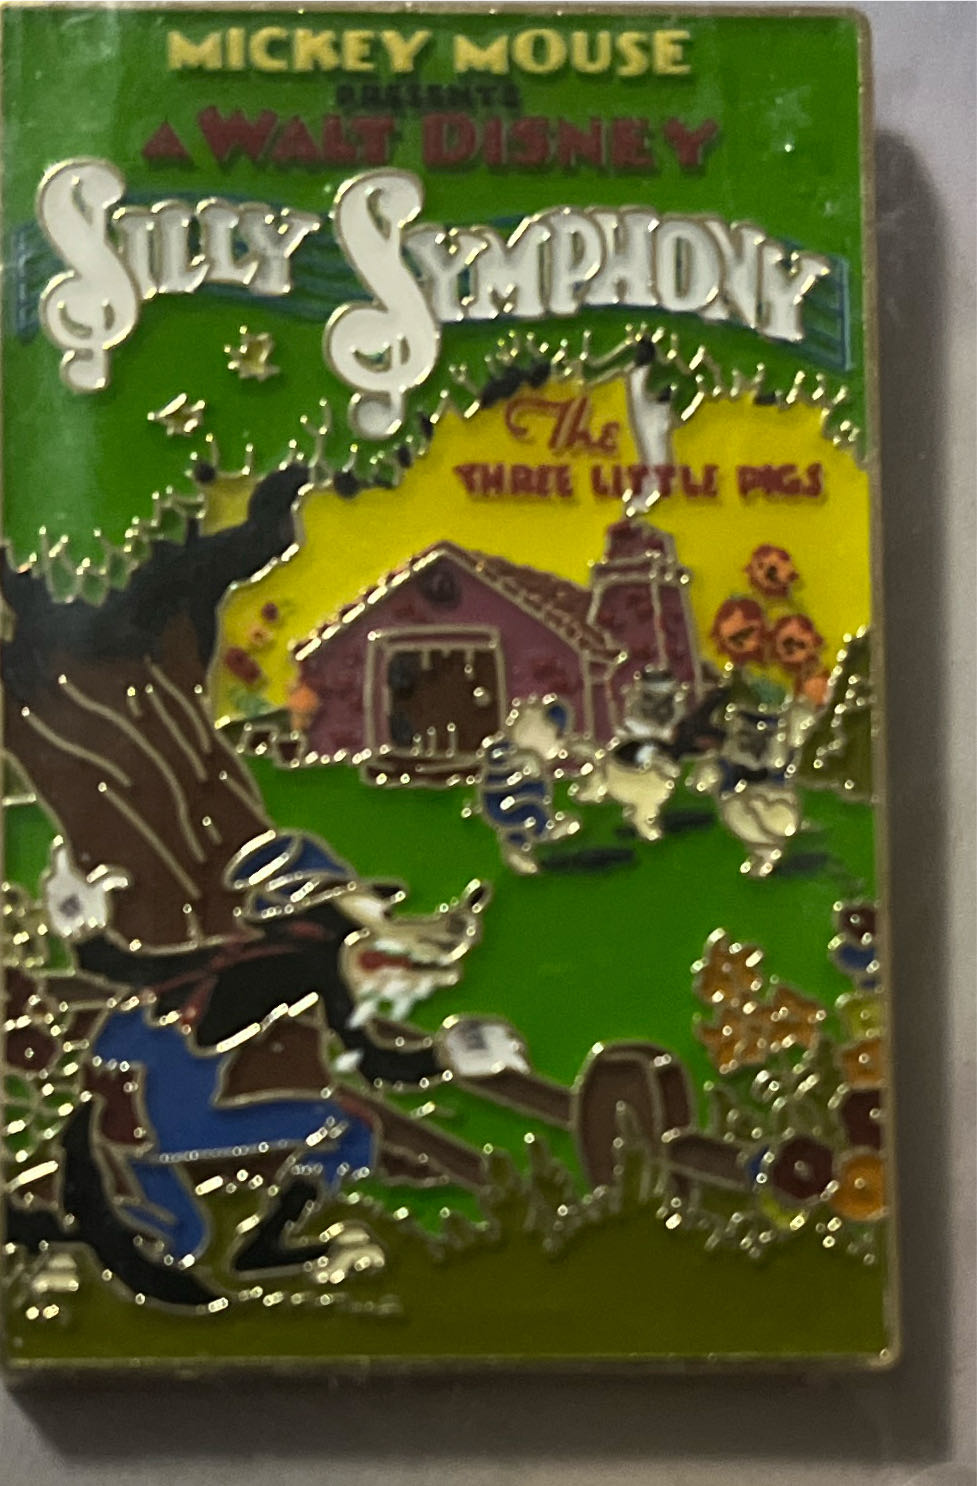 MICKEY MOUSE
PRESENTS
A WALT DISNEY
SILLY SYMPHONY
The
THREE LITTLE PIGS